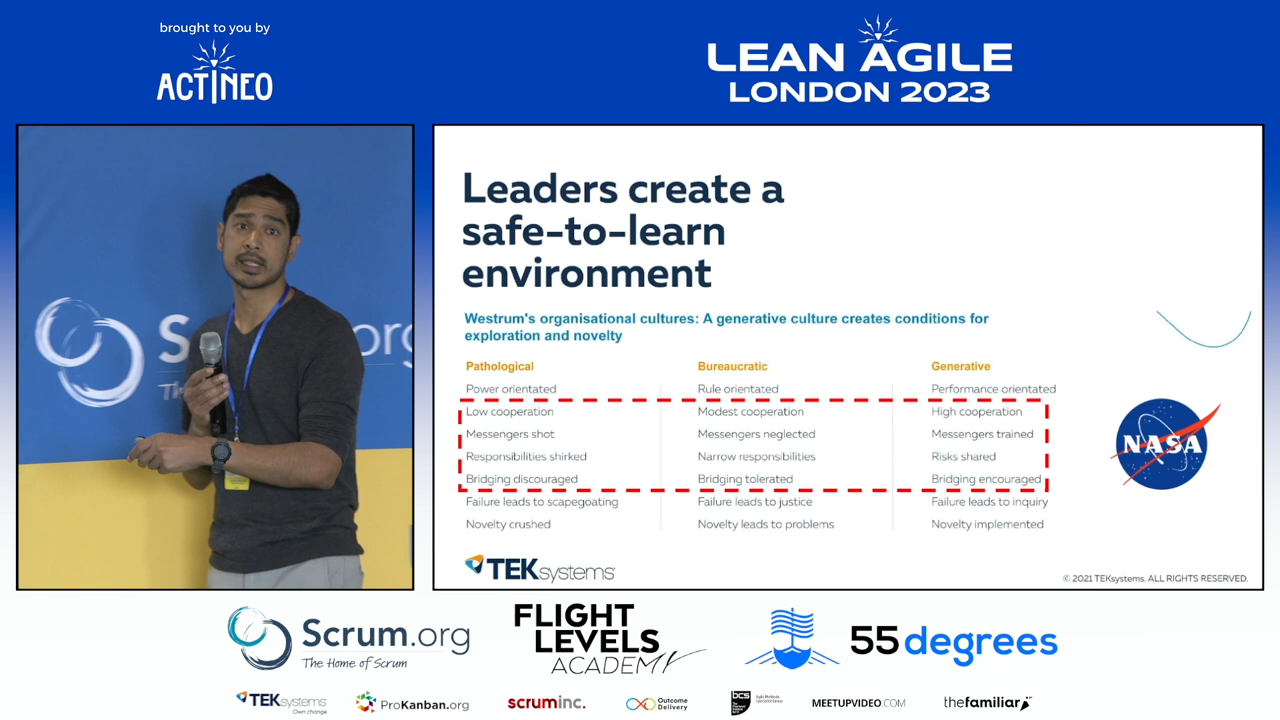 brought to you by
ACTINEO
LEAN AGILE
LONDON 2023
S
org
The
Leaders create a
safe-to-learn
environment
Westrum's organisational cultures: A generative culture creates conditions for
exploration and novelty
Pathological Bureaucratic Generative
Power orientated Rule orientated Performance orientated
Low cooperation Modest cooperation High cooperation
Messengers shot Messengers neglected Messengers trained
Responsibilities shirked Narrow responsibilities Risks shared
Bridging discouraged Bridging tolerated Bridging encouraged
Failure leads to scapegoating Failure leads to justice Failure leads to inquiry
Novelty crushed Novelty leads to problems Novelty implemented
NASA
TEKsystems
© 2021 TEKsystems. ALL RIGHTS RESERVED.
Scrum.org
The Home of Scrum
FLIGHT
LEVELS
ACADEMY
55 degrees
TEKsystems
Own change
ProKanban.org
scruminc.
Outcome
Delivery
bcs
MEETUPVIDEO.COM
thefamiliar